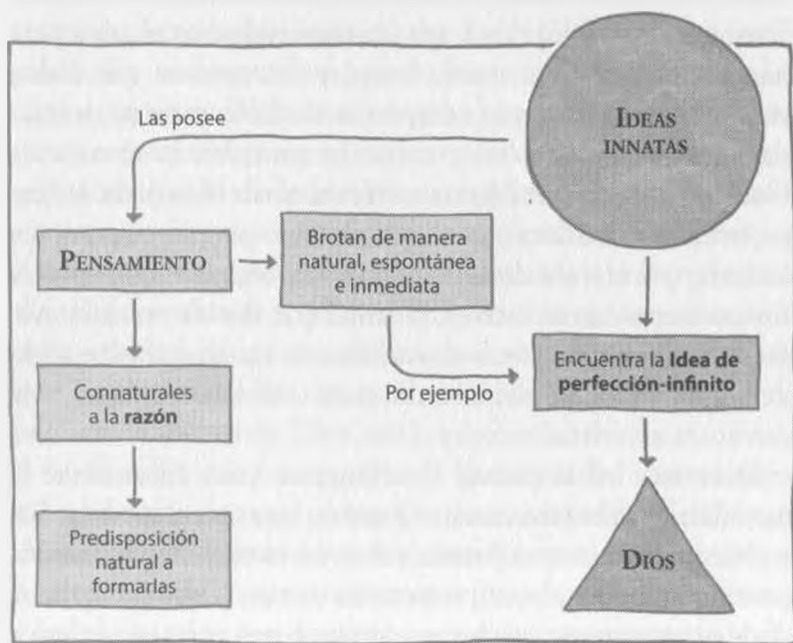 IDEAS
INNATAS
Las posee
PENSAMIENTO
Brotan de manera
natural, espontánea
e inmediata
Connaturales
a la razón
Por ejemplo
Encuentra la Idea de
perfección-infinito
Predisposición
natural a
formarlas
DIOS